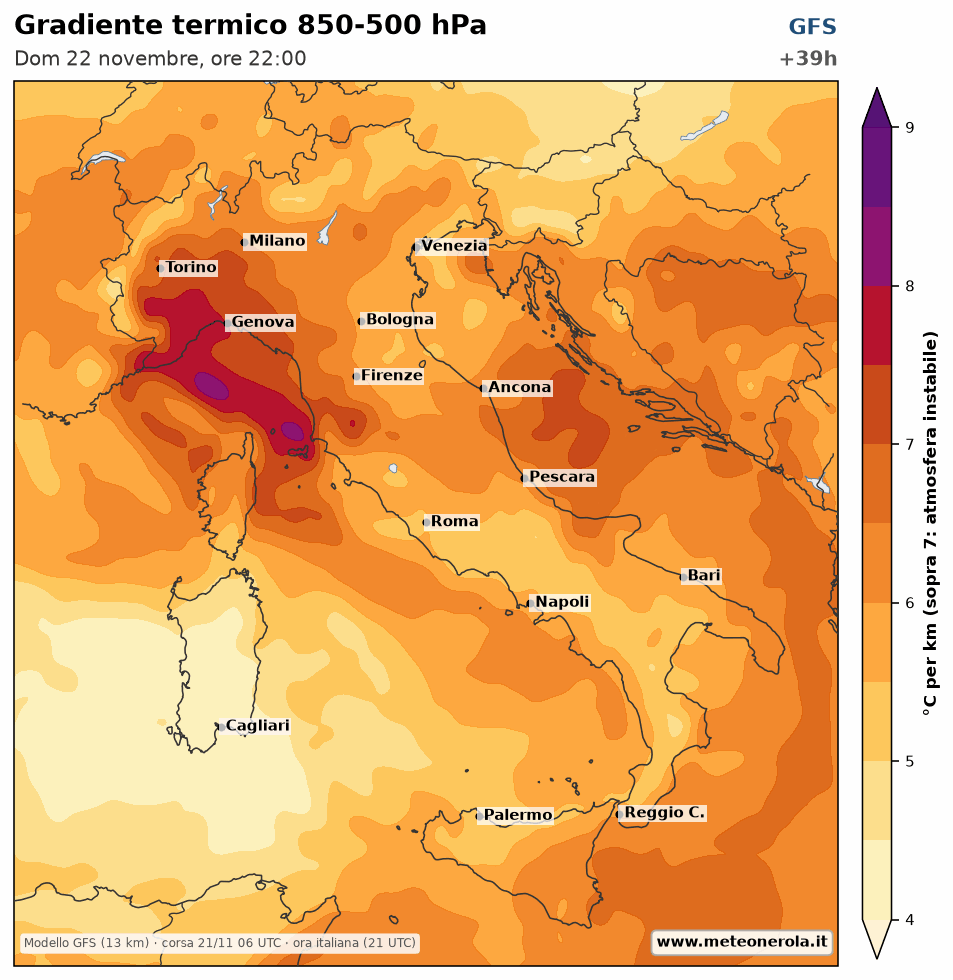 Gradiente termico 850-500 hPa
GFS
Dom 22 novembre, ore 22:00
+39h
Milano
Venezia
Torino
Genova
Bologna
Firenze
Ancona
Pescara
Roma
Bari
Napoli
Cagliari
Palermo
Reggio C.
9
8
7
6
5
4
°C per km (sopra 7: atmosfera instabile)
Modello GFS (13 km) · corsa 21/11 06 UTC · ora italiana (21 UTC)
www.meteonerola.it